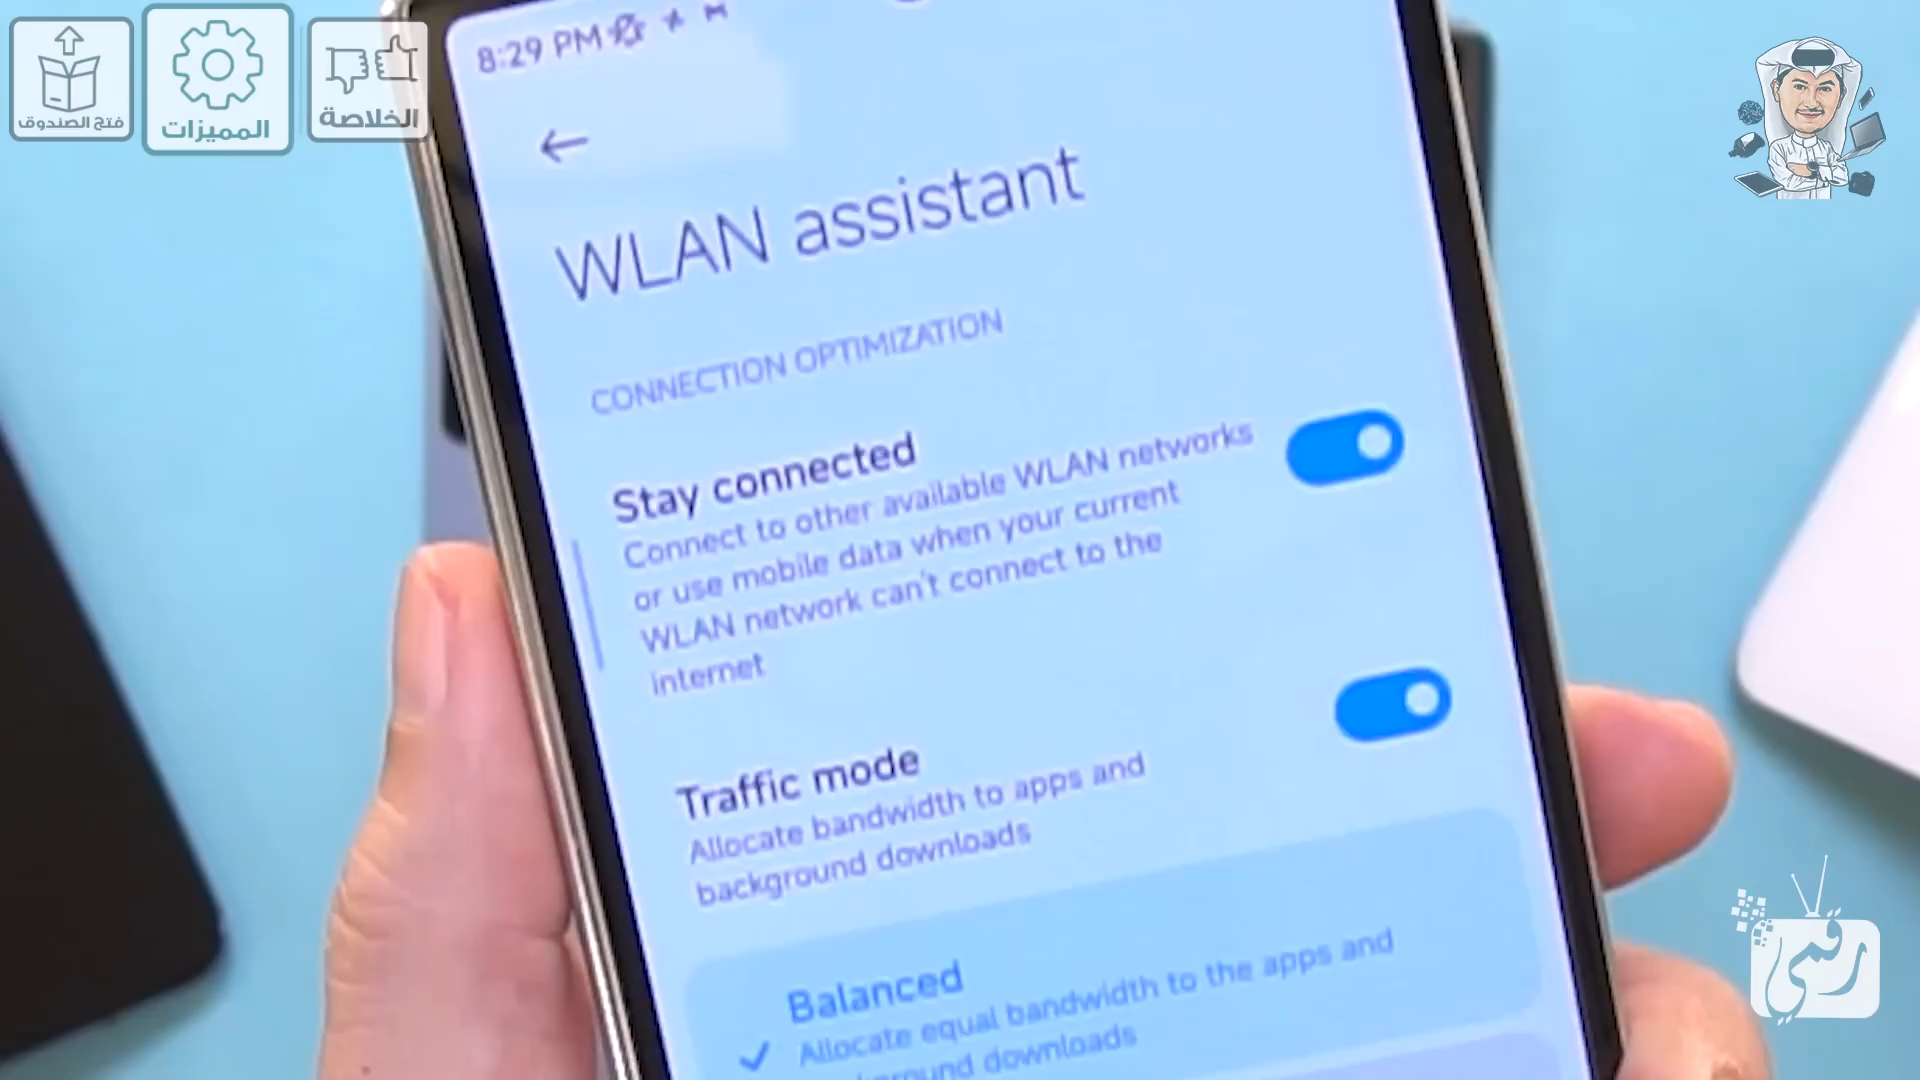 فتح الصندوق
المميزات
الخلاصة
8:29 PM
WLAN assistant
CONNECTION OPTIMIZATION
Stay connected
Connect to other available WLAN networks
or use mobile data when your current
WLAN network can't connect to the
internet
Traffic mode
Allocate bandwidth to apps and
background downloads
Balanced
Allocate equal bandwidth to the apps and
background downloads
رقمي